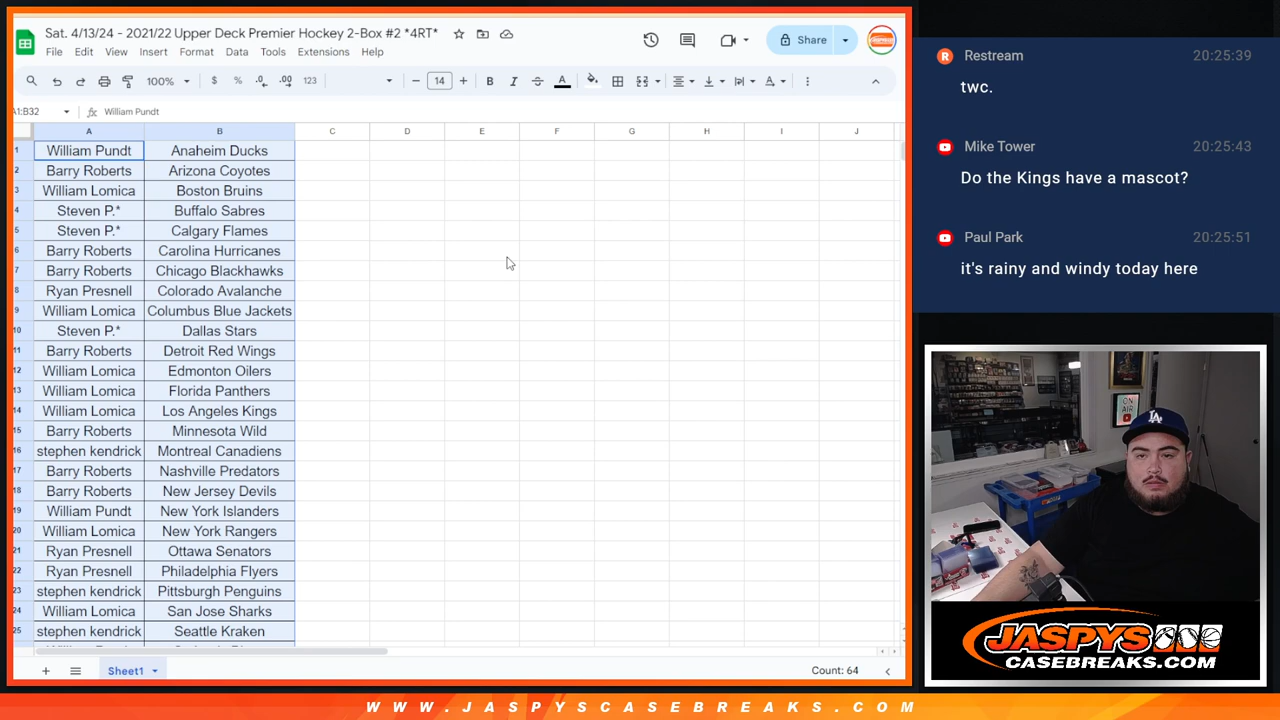 Sat. 4/13/24 - 2021/22 Upper Deck Premier Hockey 2-Box #2 *4RT*
File Edit View Insert Format Data Tools Extensions Help
Share
100% $ % .0 .00 123 14 B I S A
A1:B32 fx William Pundt
A B C D E F G H I J
1 William Pundt Anaheim Ducks
2 Barry Roberts Arizona Coyotes
3 William Lomica Boston Bruins
4 Steven P.* Buffalo Sabres
5 Steven P.* Calgary Flames
6 Barry Roberts Carolina Hurricanes
7 Barry Roberts Chicago Blackhawks
8 Ryan Presnell Colorado Avalanche
9 William Lomica Columbus Blue Jackets
10 Steven P.* Dallas Stars
11 Barry Roberts Detroit Red Wings
12 William Lomica Edmonton Oilers
13 William Lomica Florida Panthers
14 William Lomica Los Angeles Kings
15 Barry Roberts Minnesota Wild
16 stephen kendrick Montreal Canadiens
17 Barry Roberts Nashville Predators
18 Barry Roberts New Jersey Devils
19 William Pundt New York Islanders
20 William Lomica New York Rangers
21 Ryan Presnell Ottawa Senators
22 Ryan Presnell Philadelphia Flyers
23 stephen kendrick Pittsburgh Penguins
24 William Lomica San Jose Sharks
25 stephen kendrick Seattle Kraken
Sheet1
Count: 64
Restream 20:25:39
twc.
Mike Tower 20:25:43
Do the Kings have a mascot?
Paul Park 20:25:51
it's rainy and windy today here
ON AIR
LA
JASPYS
CASEBREAKS.COM
WWW.JASPYSCASEBREAKS.COM